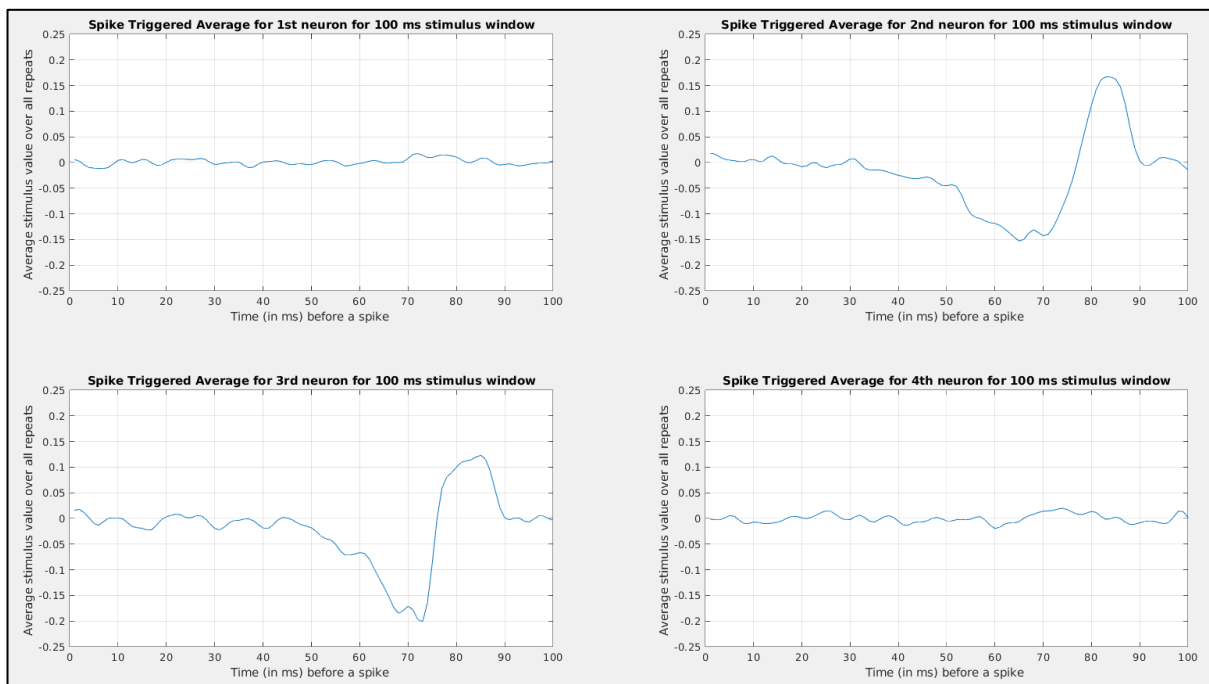 Spike Triggered Average for 1st neuron for 100 ms stimulus window
0.25
0.2
0.15
0.1
0.05
0
-0.05
-0.1
-0.15
-0.2
-0.25
Average stimulus value over all repeats
0 10 20 30 40 50 60 70 80 90 100
Time (in ms) before a spike
Spike Triggered Average for 2nd neuron for 100 ms stimulus window
0.25
0.2
0.15
0.1
0.05
0
-0.05
-0.1
-0.15
-0.2
-0.25
Average stimulus value over all repeats
0 10 20 30 40 50 60 70 80 90 100
Time (in ms) before a spike
Spike Triggered Average for 3rd neuron for 100 ms stimulus window
0.25
0.2
0.15
0.1
0.05
0
-0.05
-0.1
-0.15
-0.2
-0.25
Average stimulus value over all repeats
0 10 20 30 40 50 60 70 80 90 100
Time (in ms) before a spike
Spike Triggered Average for 4th neuron for 100 ms stimulus window
0.25
0.2
0.15
0.1
0.05
0
-0.05
-0.1
-0.15
-0.2
-0.25
Average stimulus value over all repeats
0 10 20 30 40 50 60 70 80 90 100
Time (in ms) before a spike